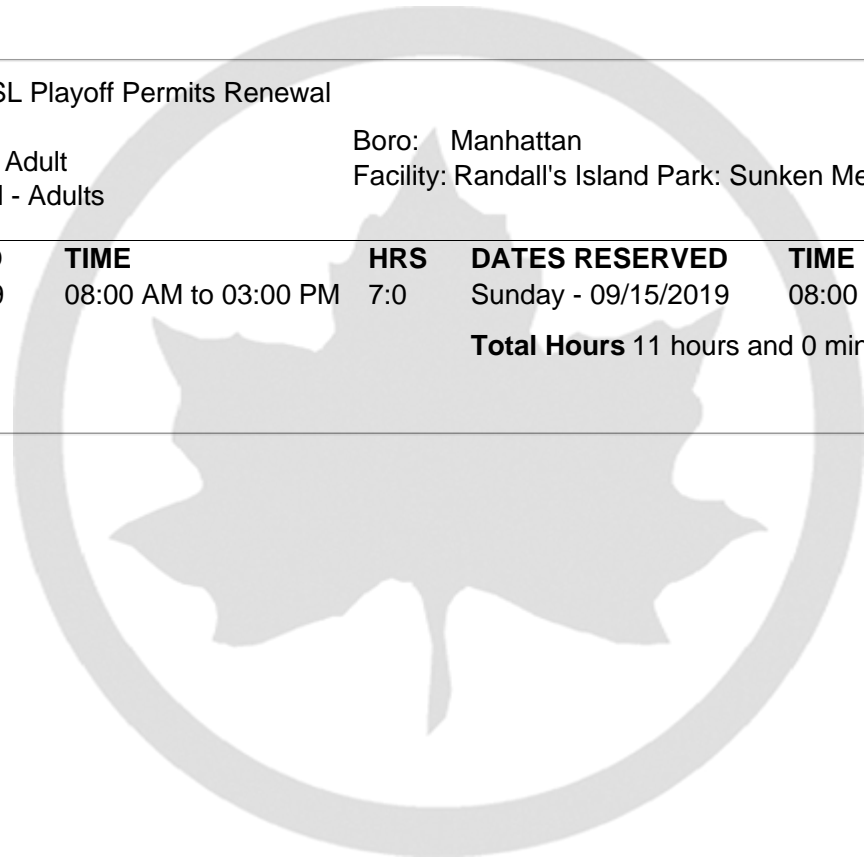 SL Playoff Permits Renewal
Boro: Manhattan
Adult
Facility: Randall's Island Park: Sunken Me
- Adults
TIME HRS DATES RESERVED TIME
9 08:00 AM to 03:00 PM 7:0 Sunday - 09/15/2019 08:00
Total Hours 11 hours and 0 min